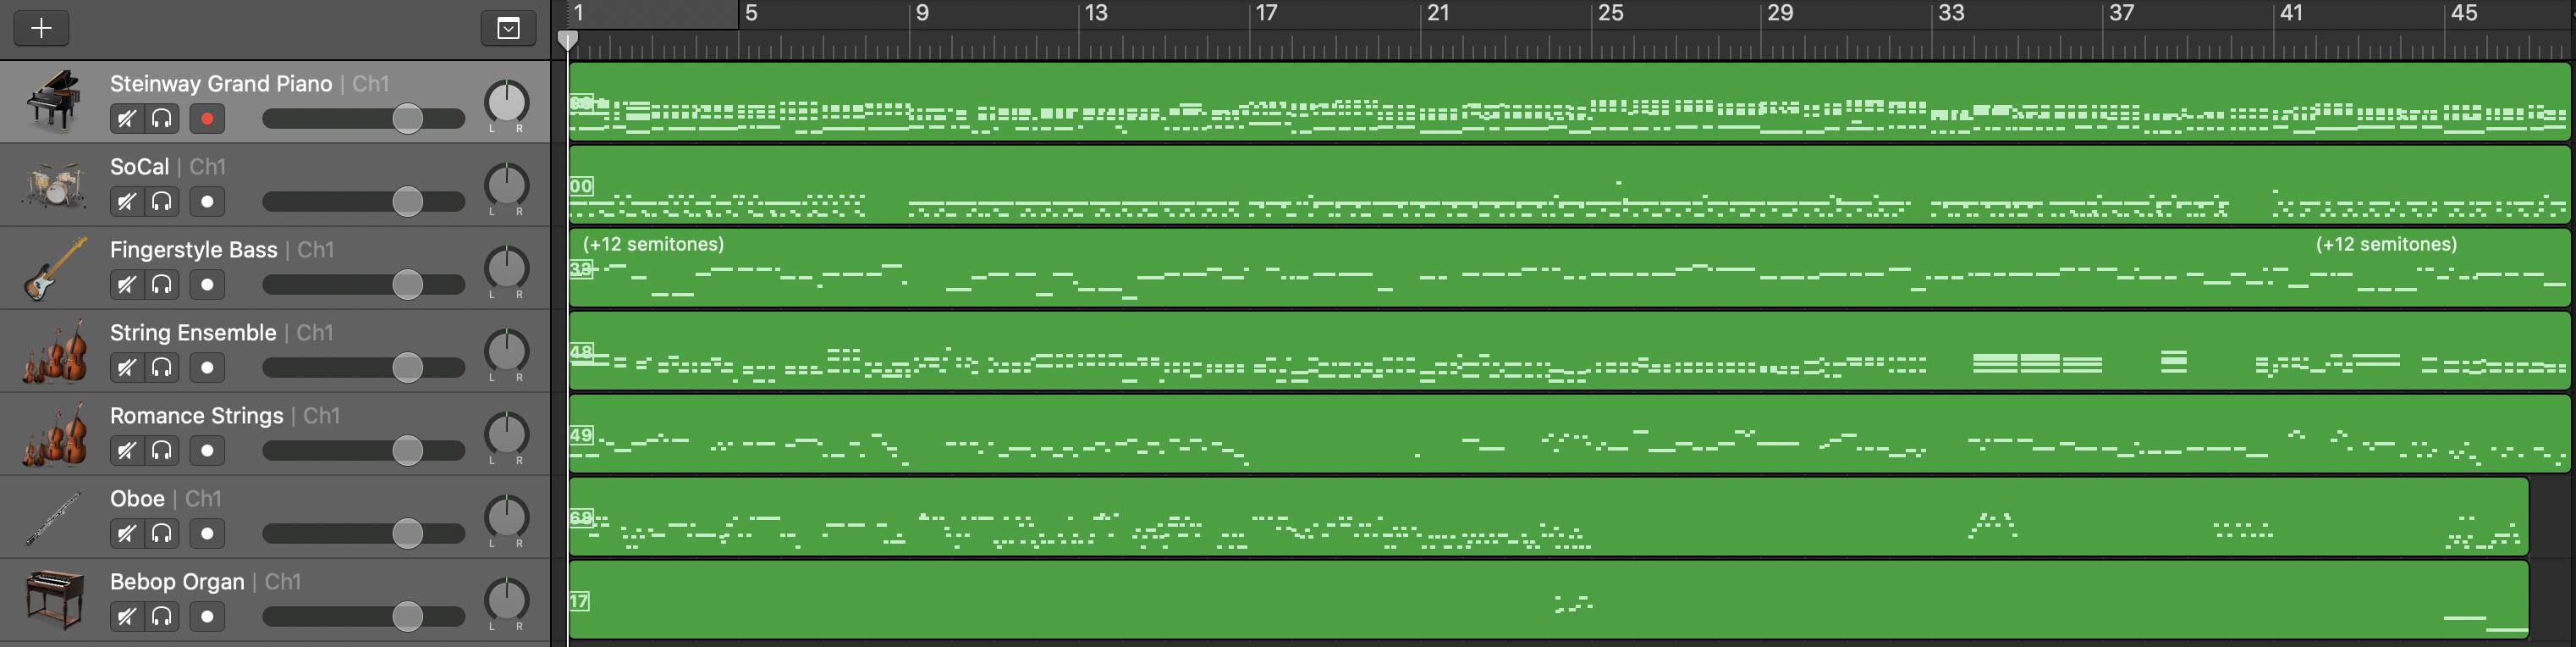 1 5 9 13 17 21 25 29 33 37 41 45
Steinway Grand Piano | Ch1
L R
SoCal | Ch1
L R
00
Fingerstyle Bass | Ch1
L R
(+12 semitones) (+12 semitones)
33
String Ensemble | Ch1
L R
48
Romance Strings | Ch1
L R
49
Oboe | Ch1
L R
68
Bebop Organ | Ch1
L R
17